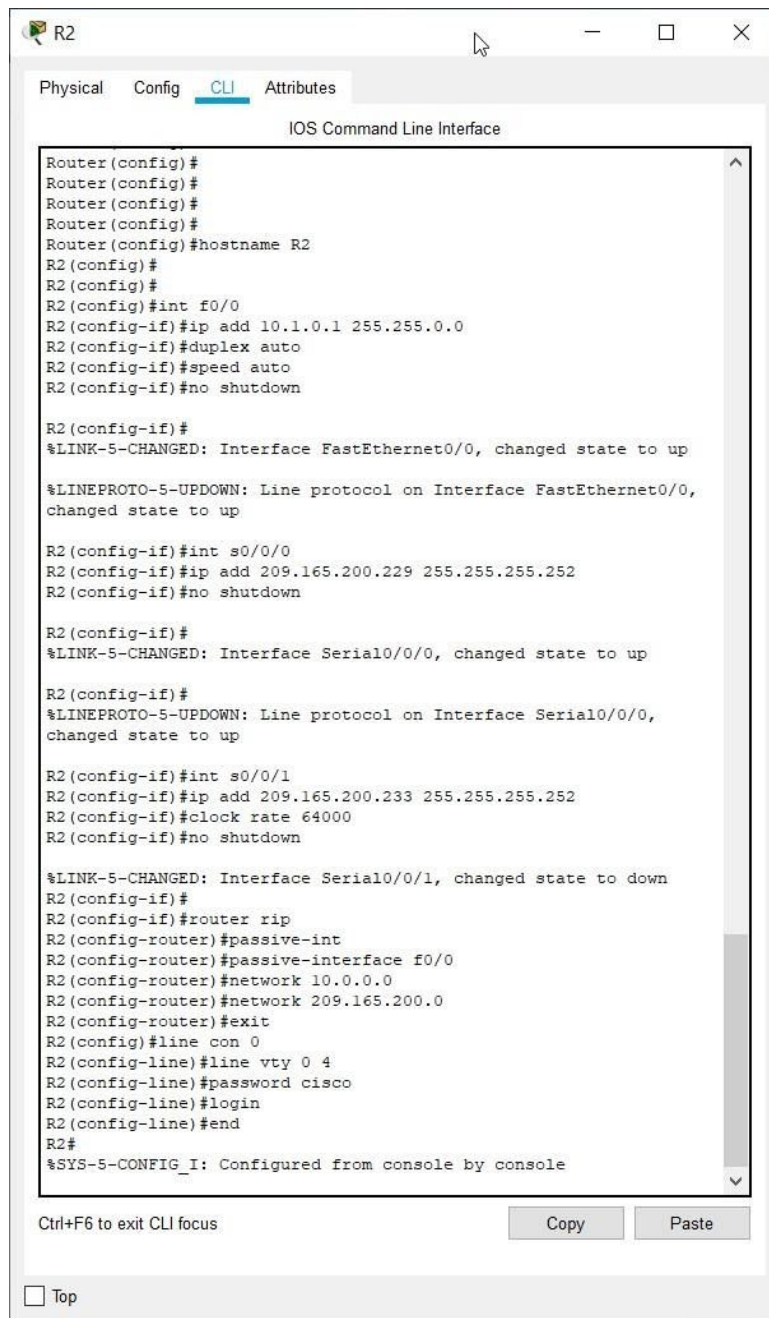 R2
Physical Config CLI Attributes
IOS Command Line Interface
Router(config)#
Router(config)#
Router(config)#
Router(config)#
Router(config)#hostname R2
R2(config)#
R2(config)#
R2(config)#int f0/0
R2(config-if)#ip add 10.1.0.1 255.255.0.0
R2(config-if)#duplex auto
R2(config-if)#speed auto
R2(config-if)#no shutdown
R2(config-if)#
%LINK-5-CHANGED: Interface FastEthernet0/0, changed state to up
%LINEPROTO-5-UPDOWN: Line protocol on Interface FastEthernet0/0,
changed state to up
R2(config-if)#int s0/0/0
R2(config-if)#ip add 209.165.200.229 255.255.255.252
R2(config-if)#no shutdown
R2(config-if)#
%LINK-5-CHANGED: Interface Serial0/0/0, changed state to up
R2(config-if)#
%LINEPROTO-5-UPDOWN: Line protocol on Interface Serial0/0/0,
changed state to up
R2(config-if)#int s0/0/1
R2(config-if)#ip add 209.165.200.233 255.255.255.252
R2(config-if)#clock rate 64000
R2(config-if)#no shutdown
%LINK-5-CHANGED: Interface Serial0/0/1, changed state to down
R2(config-if)#
R2(config-if)#router rip
R2(config-router)#passive-int
R2(config-router)#passive-interface f0/0
R2(config-router)#network 10.0.0.0
R2(config-router)#network 209.165.200.0
R2(config-router)#exit
R2(config)#line con 0
R2(config-line)#line vty 0 4
R2(config-line)#password cisco
R2(config-line)#login
R2(config-line)#end
R2#
%SYS-5-CONFIG_I: Configured from console by console
Ctrl+F6 to exit CLI focus Copy Paste
Top